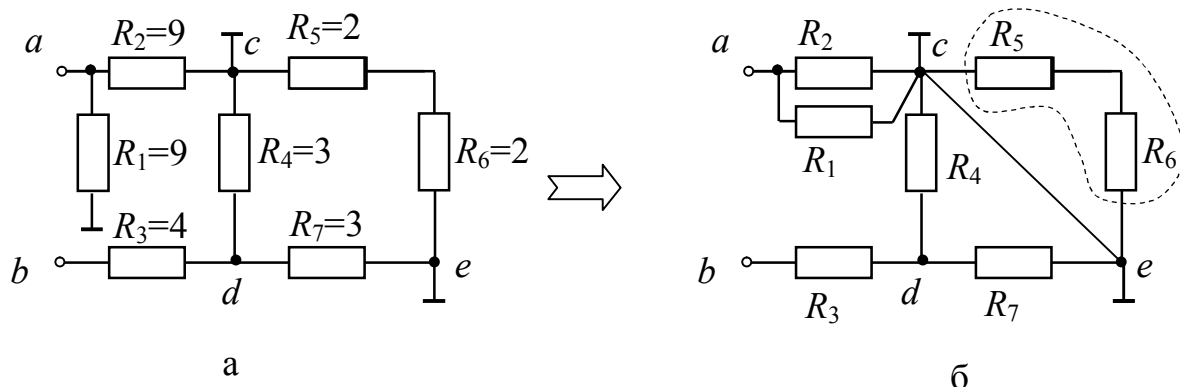 a R₂=9 c R₅=2
R₁=9 R₄=3 R₆=2
R₃=4 R₇=3
b d e
а
a R₂ c R₅
R₁ R₄ R₆
b R₃ d R₇ e
б